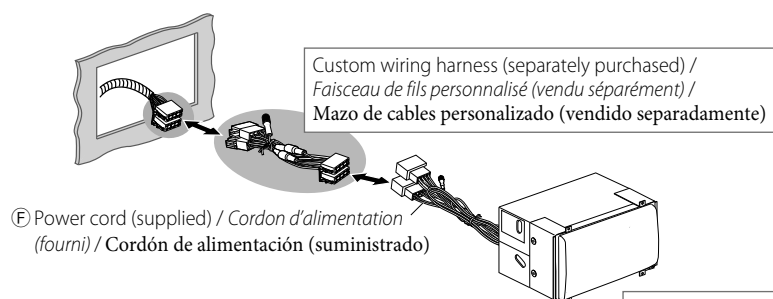 Custom wiring harness (separately purchased) /
Faisceau de fils personnalisé (vendu séparément) /
Mazo de cables personalizado (vendido separadamente)
Ⓕ Power cord (supplied) / Cordon d’alimentation
(fourni) / Cordón de alimentación (suministrado)